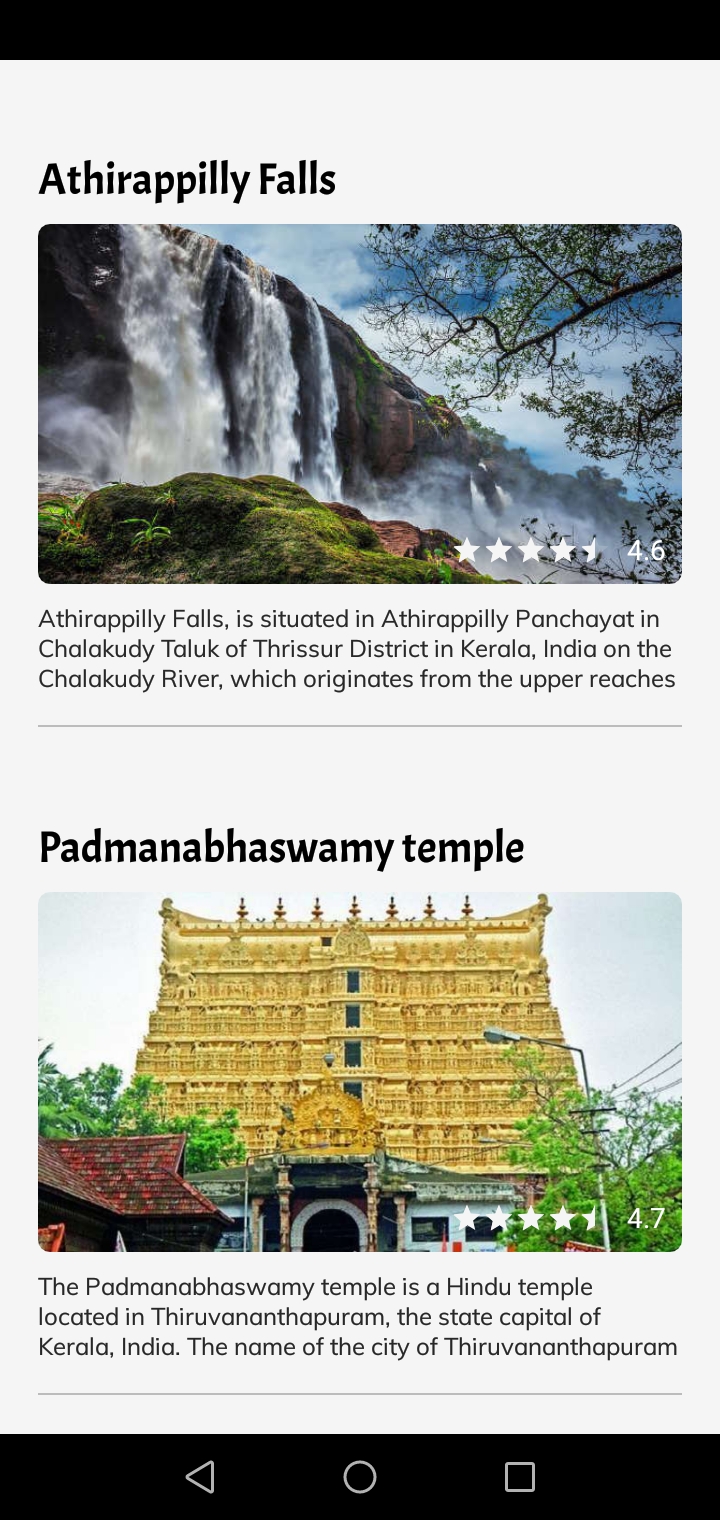 Athirappilly Falls
4.6
Athirappilly Falls, is situated in Athirappilly Panchayat in
Chalakudy Taluk of Thrissur District in Kerala, India on the
Chalakudy River, which originates from the upper reaches
Padmanabhaswamy temple
4.7
The Padmanabhaswamy temple is a Hindu temple
located in Thiruvananthapuram, the state capital of
Kerala, India. The name of the city of Thiruvananthapuram